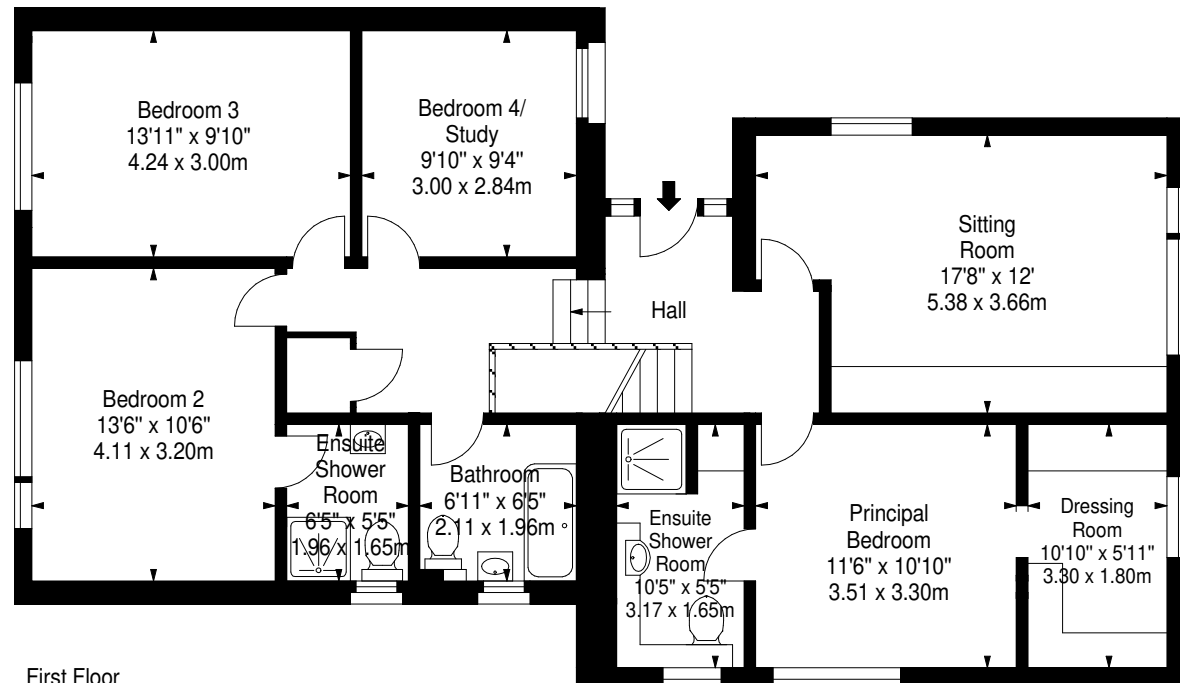 Bedroom 3
13'11" x 9'10"
4.24 x 3.00m
Bedroom 4/
Study
9'10" x 9'4"
3.00 x 2.84m
Sitting
Room
17'8" x 12'
5.38 x 3.66m
Hall
Bedroom 2
13'6" x 10'6"
4.11 x 3.20m
Ensuite
Shower
Room
6'5" x 5'5"
1.96 x 1.65m
Bathroom
6'11" x 6'5"
2.11 x 1.96m
Ensuite
Shower
Room
10'5" x 5'5"
3.17 x 1.65m
Principal
Bedroom
11'6" x 10'10"
3.51 x 3.30m
Dressing
Room
10'10" x 5'11"
3.30 x 1.80m
First Floor